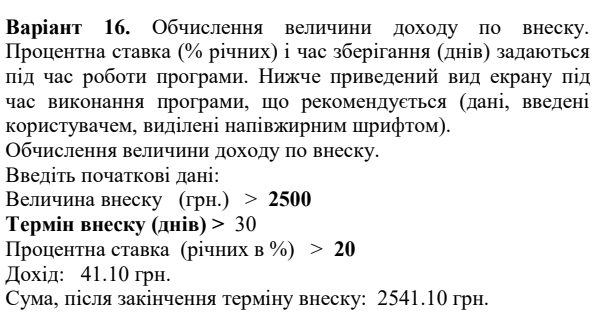 Варіант 16. Обчислення величини доходу по внеску.
Процентна ставка (% річних) і час зберігання (днів) задаються
під час роботи програми. Нижче приведений вид екрану під
час виконання програми, що рекомендується (дані, введені
користувачем, виділені напівжирним шрифтом).
Обчислення величини доходу по внеску.
Введіть початкові дані:
Величина внеску (грн.) > 2500
Термін внеску (днів) > 30
Процентна ставка (річних в %) > 20
Дохід: 41.10 грн.
Сума, після закінчення терміну внеску: 2541.10 грн.